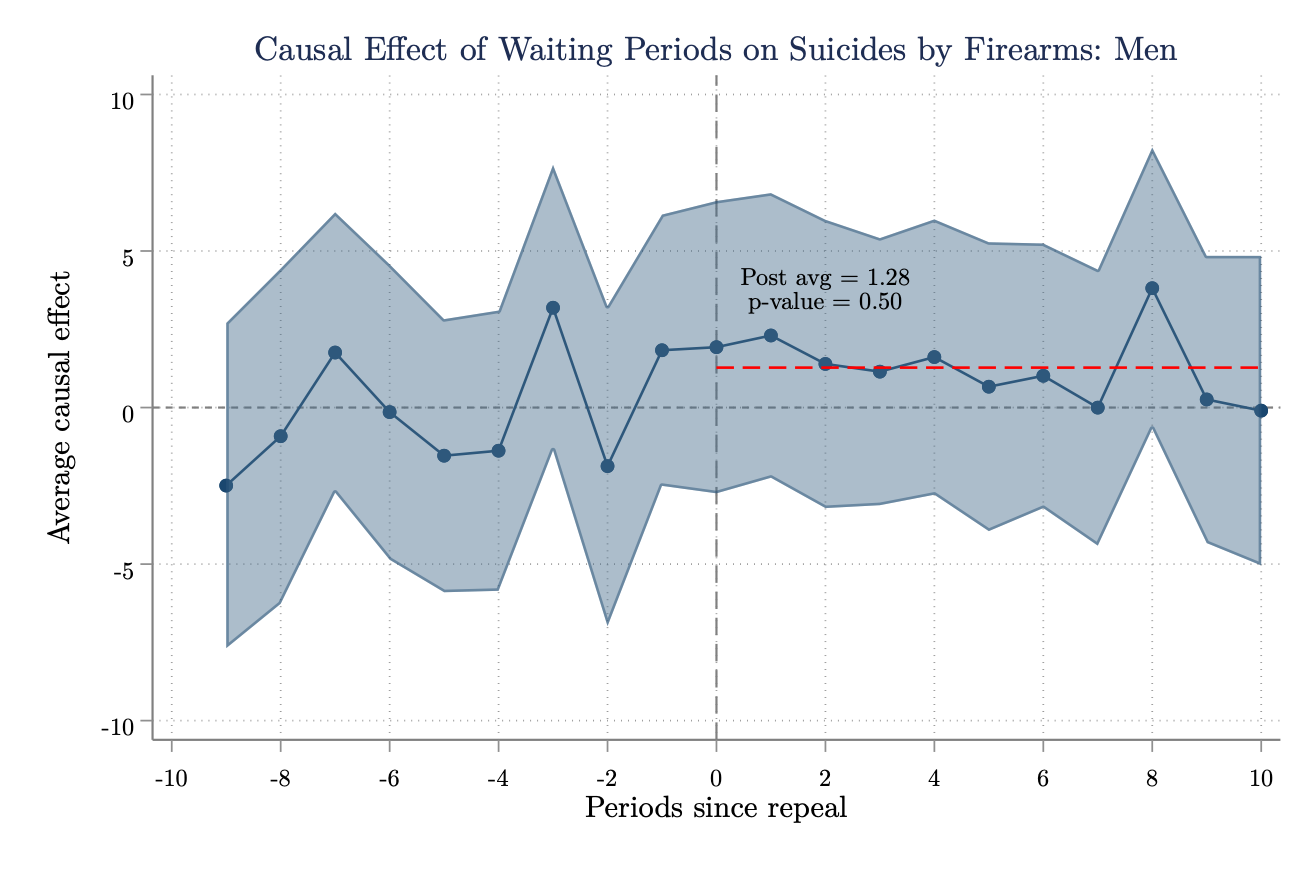 Causal Effect of Waiting Periods on Suicides by Firearms: Men
Average causal effect
10
5
0
-5
-10
Post avg = 1.28
p-value = 0.50
-10 -8 -6 -4 -2 0 2 4 6 8 10
Periods since repeal